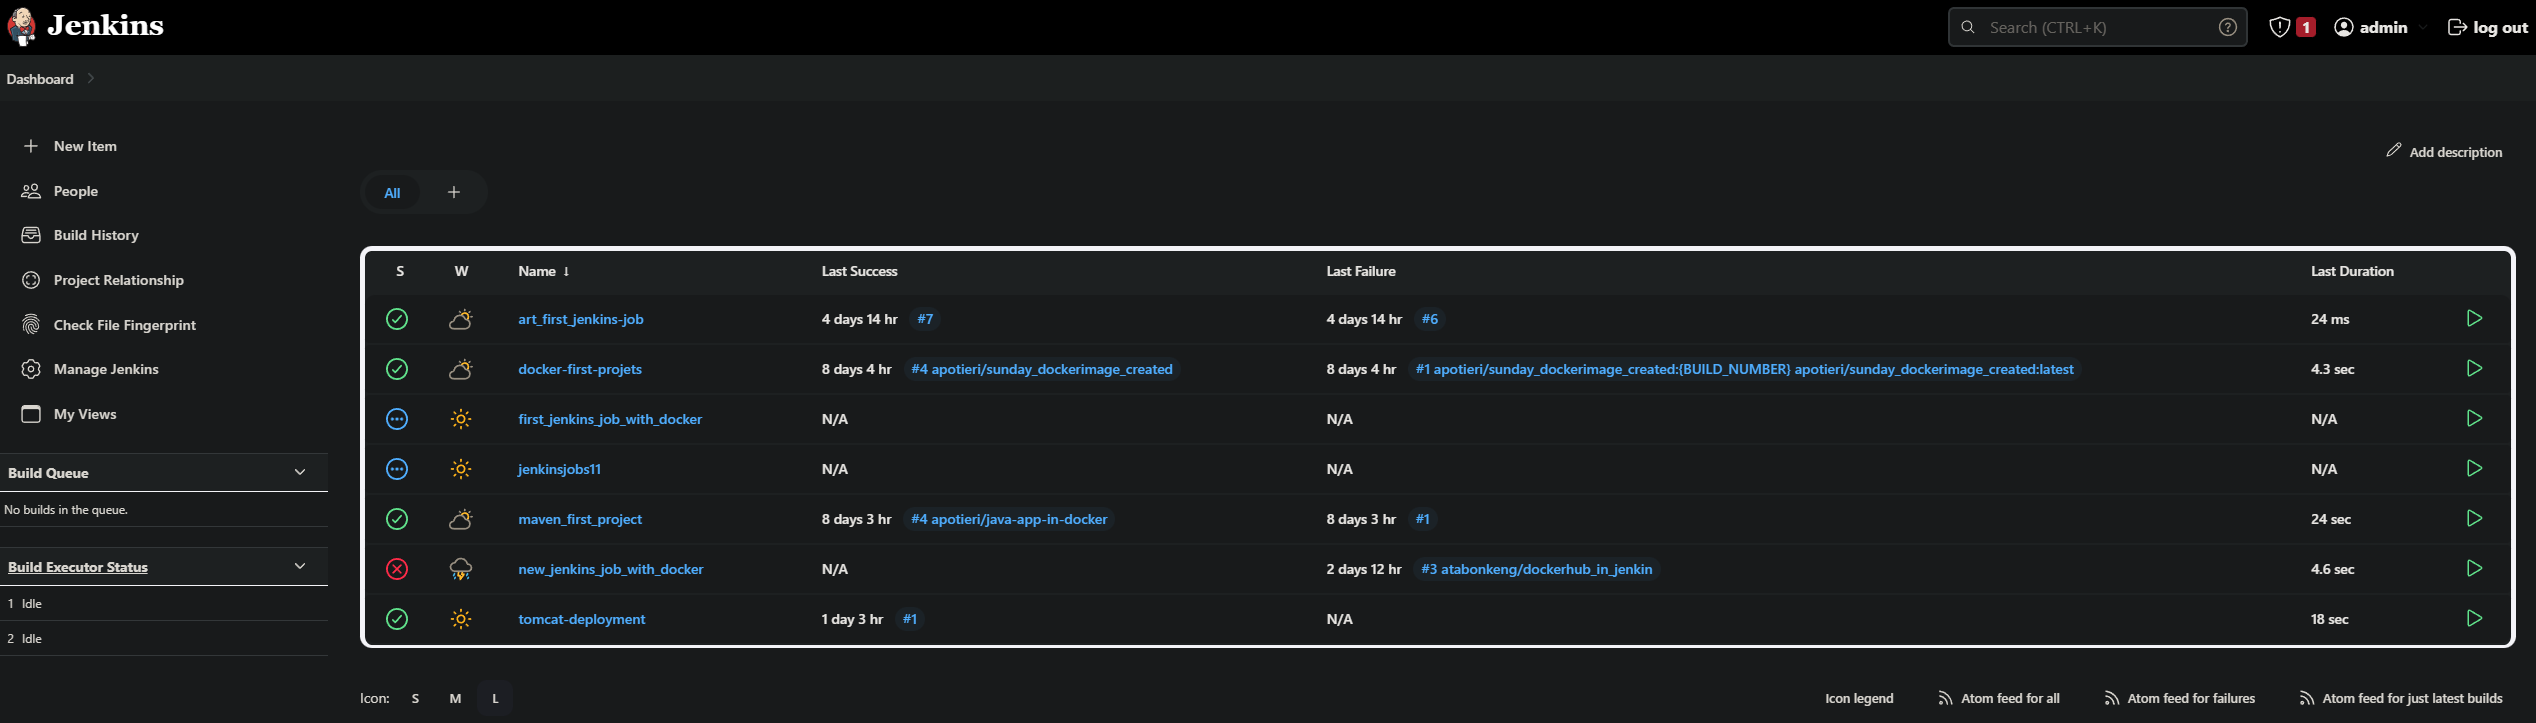 Jenkins
Search (CTRL+K)
1
admin
log out
Dashboard
New Item
People
Build History
Project Relationship
Check File Fingerprint
Manage Jenkins
My Views
Build Queue
No builds in the queue.
Build Executor Status
1 Idle
2 Idle
Add description
All
S W Name ↓ Last Success Last Failure Last Duration
art_first_jenkins-job 4 days 14 hr #7 4 days 14 hr #6 24 ms
docker-first-projets 8 days 4 hr #4 apotieri/sunday_dockerimage_created 8 days 4 hr #1 apotieri/sunday_dockerimage_created:{BUILD_NUMBER} apotieri/sunday_dockerimage_created:latest 4.3 sec
first_jenkins_job_with_docker N/A N/A N/A
jenkinsjobs11 N/A N/A N/A
maven_first_project 8 days 3 hr #4 apotieri/java-app-in-docker 8 days 3 hr #1 24 sec
new_jenkins_job_with_docker N/A 2 days 12 hr #3 atabonkeng/dockerhub_in_jenkin 4.6 sec
tomcat-deployment 1 day 3 hr #1 N/A 18 sec
Icon: S M L
Icon legend Atom feed for all Atom feed for failures Atom feed for just latest builds